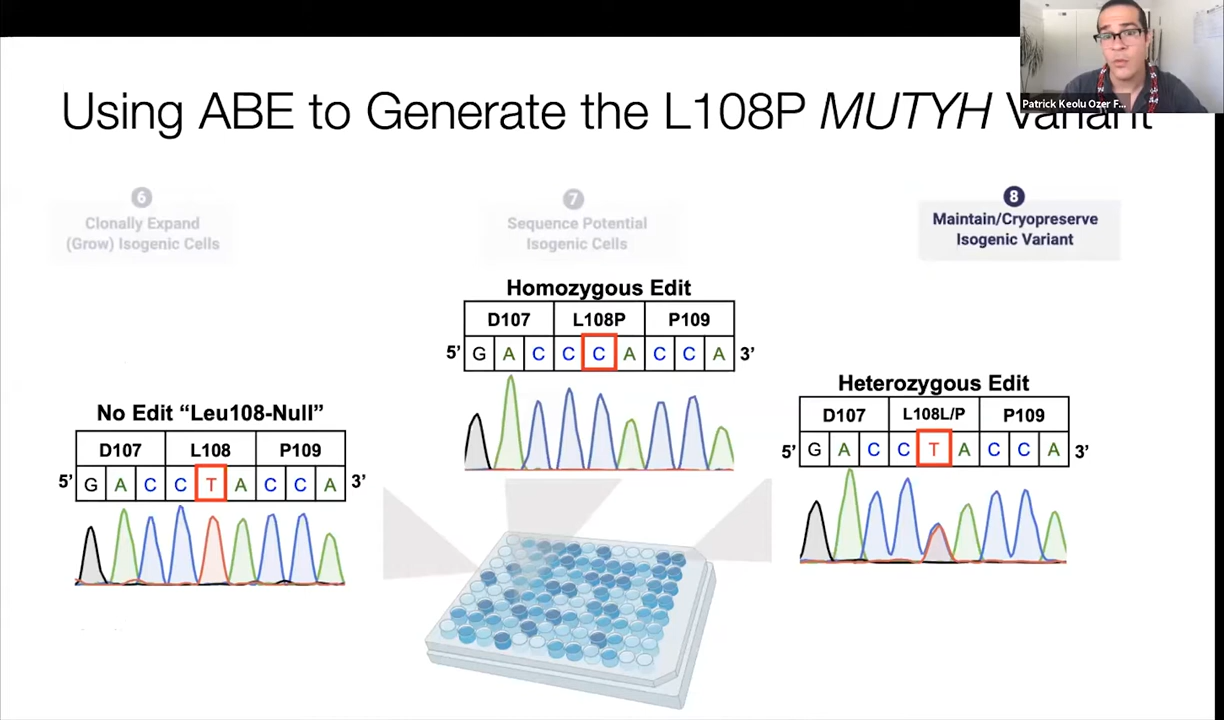 Using ABE to Generate the L108P MUTYH Variant
Patrick Keolu Ozer F...
6
Clonally Expand
(Grow) Isogenic Cells
7
Sequence Potential
Isogenic Cells
8
Maintain/Cryopreserve
Isogenic Variant
Homozygous Edit
D107 L108P P109
5’ G A C C C A C C A 3’
No Edit “Leu108-Null”
D107 L108 P109
5’ G A C C T A C C A 3’
Heterozygous Edit
D107 L108L/P P109
5’ G A C C T A C C A 3’